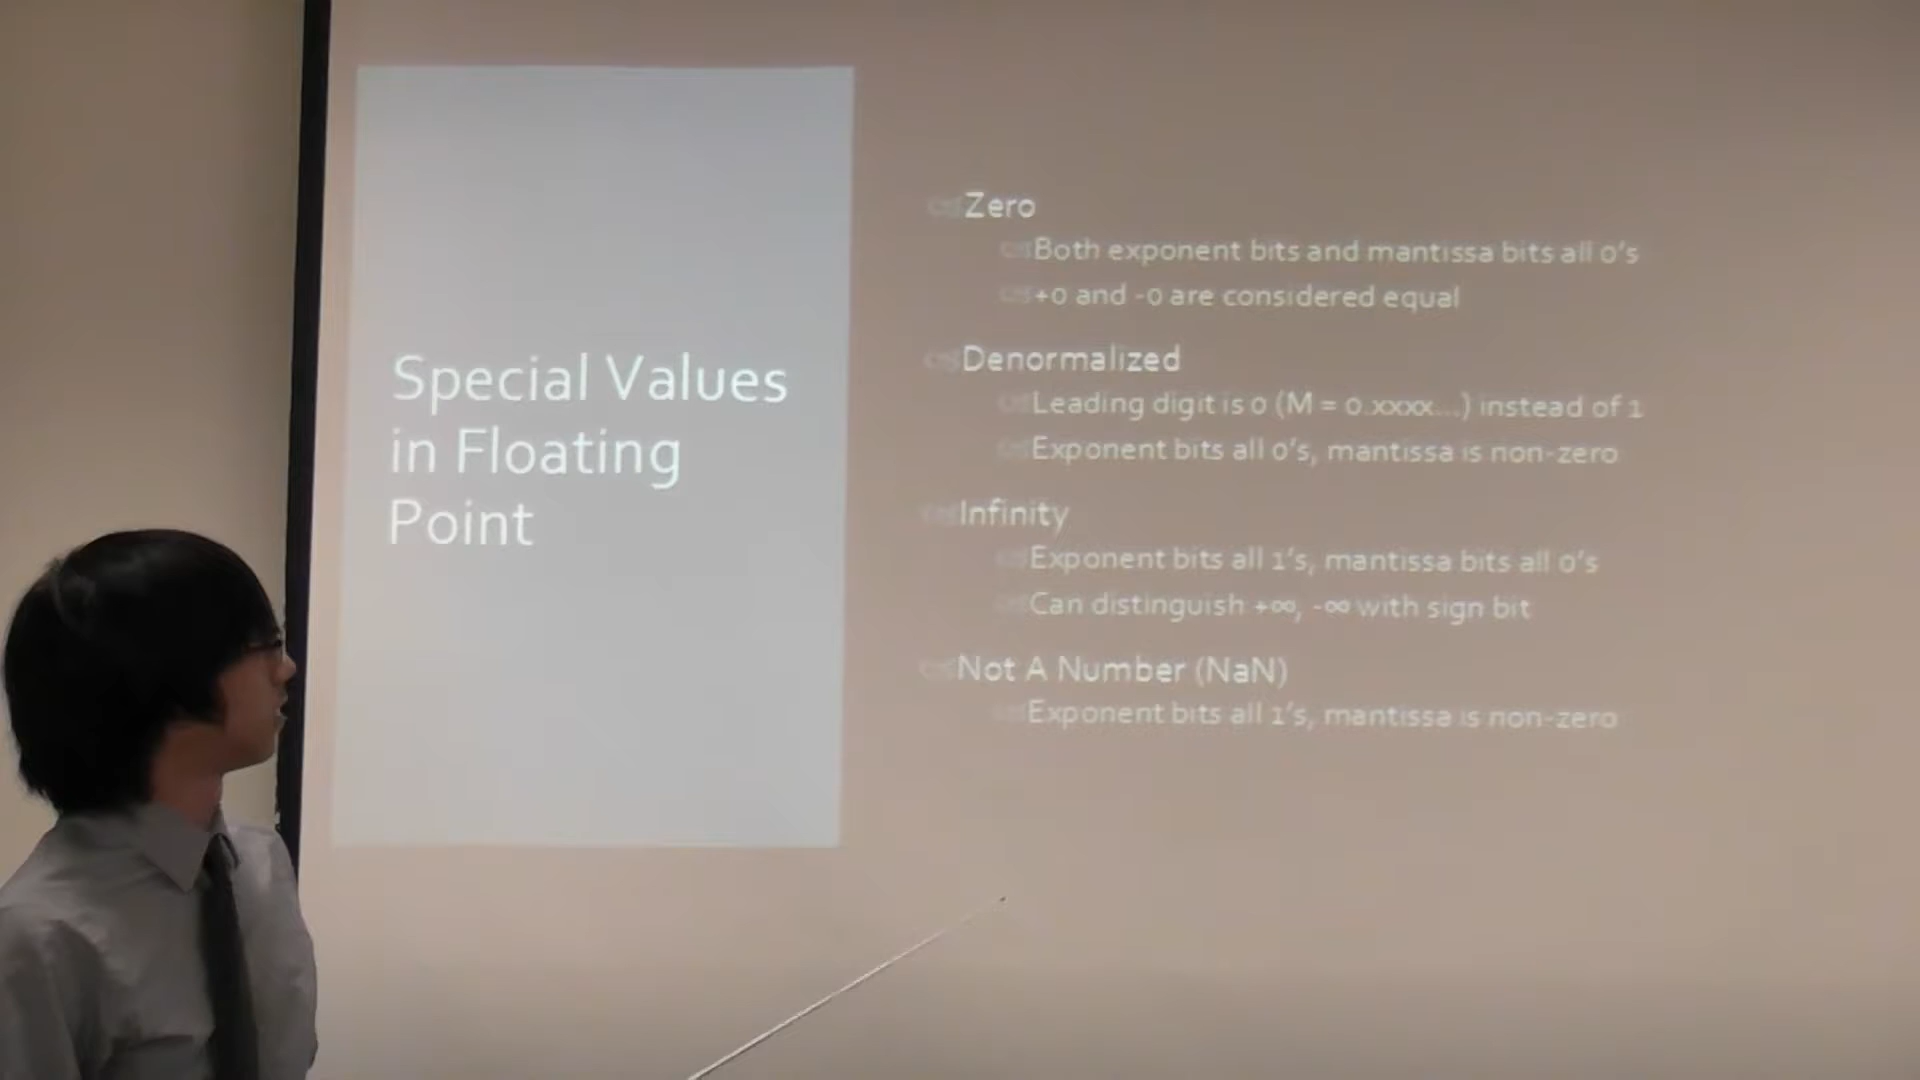 Special Values
in Floating
Point
Zero
Both exponent bits and mantissa bits all 0's
+0 and -0 are considered equal
Denormalized
Leading digit is 0 (M = 0.xxxx...) instead of 1
Exponent bits all 0's, mantissa is non-zero
Infinity
Exponent bits all 1's, mantissa bits all 0's
Can distinguish +∞, -∞ with sign bit
Not A Number (NaN)
Exponent bits all 1's, mantissa is non-zero